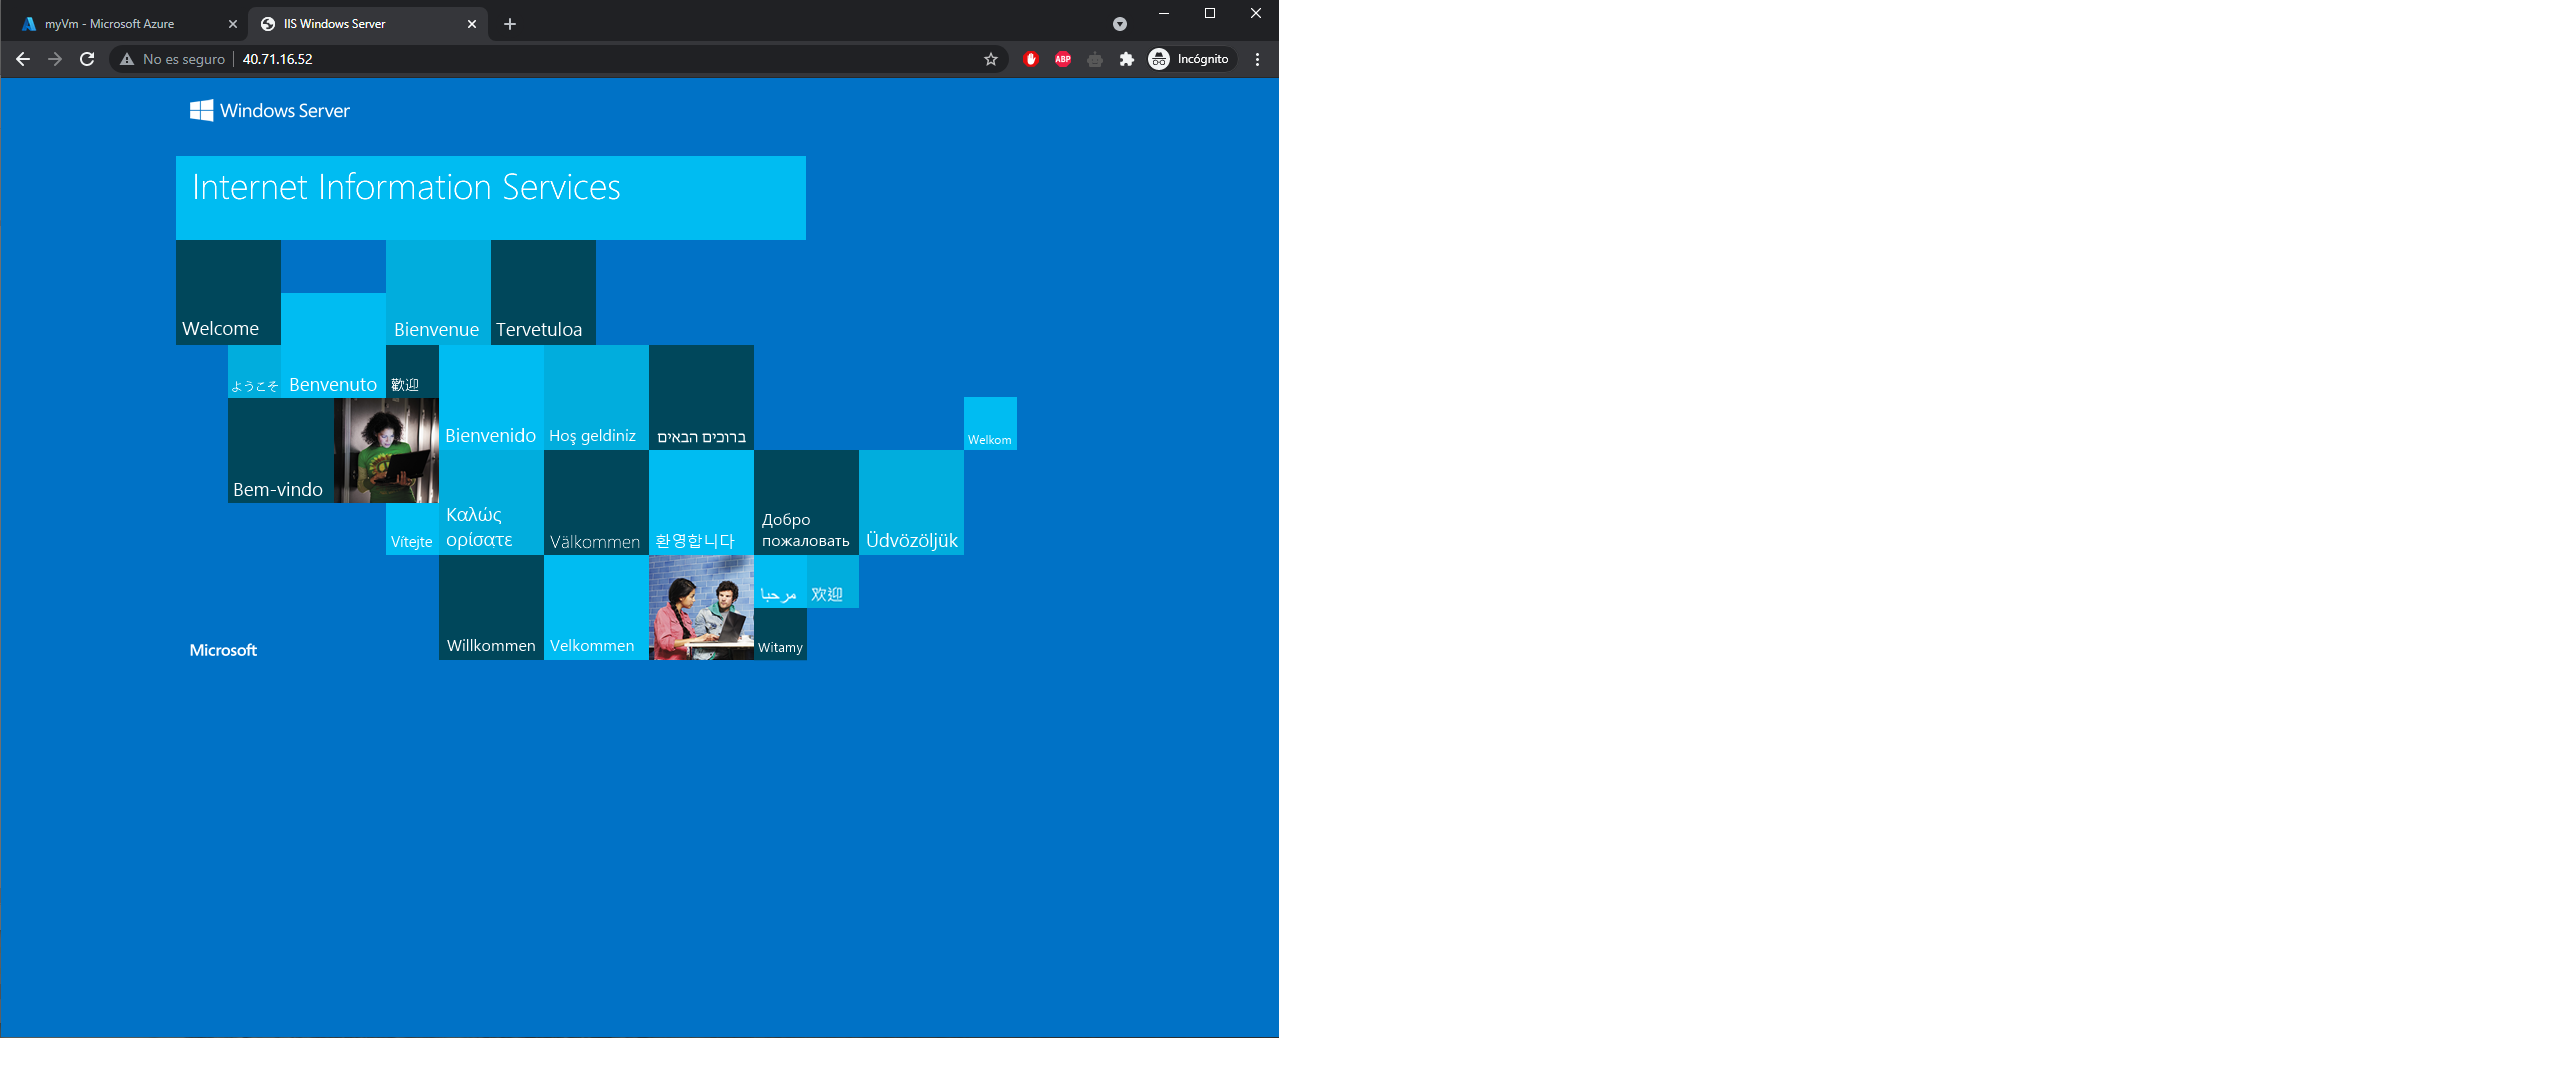 myVm - Microsoft Azure
IIS Windows Server
No es seguro
40.71.16.52
ABP
Incógnito
Windows Server
Internet Information Services
Welcome
Bienvenue
Tervetuloa
ようこそ
Benvenuto
歡迎
Bienvenido
Hoş geldiniz
ברוכים הבאים
Welkom
Bem-vindo
Vítejte
Καλώς
ορίσατε
Välkommen
환영합니다
Добро
пожаловать
Üdvözöljük
مرحبا
欢迎
Willkommen
Velkommen
Witamy
Microsoft